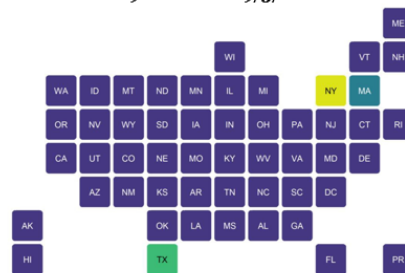 ME
WI VT NH
WA ID MT ND MN IL MI NY MA
OR NV WY SD IA IN OH PA NJ CT RI
CA UT CO NE MO KY WV VA MD DE
AZ NM KS AR TN NC SC DC
AK OK LA MS AL GA
HI TX FL PR